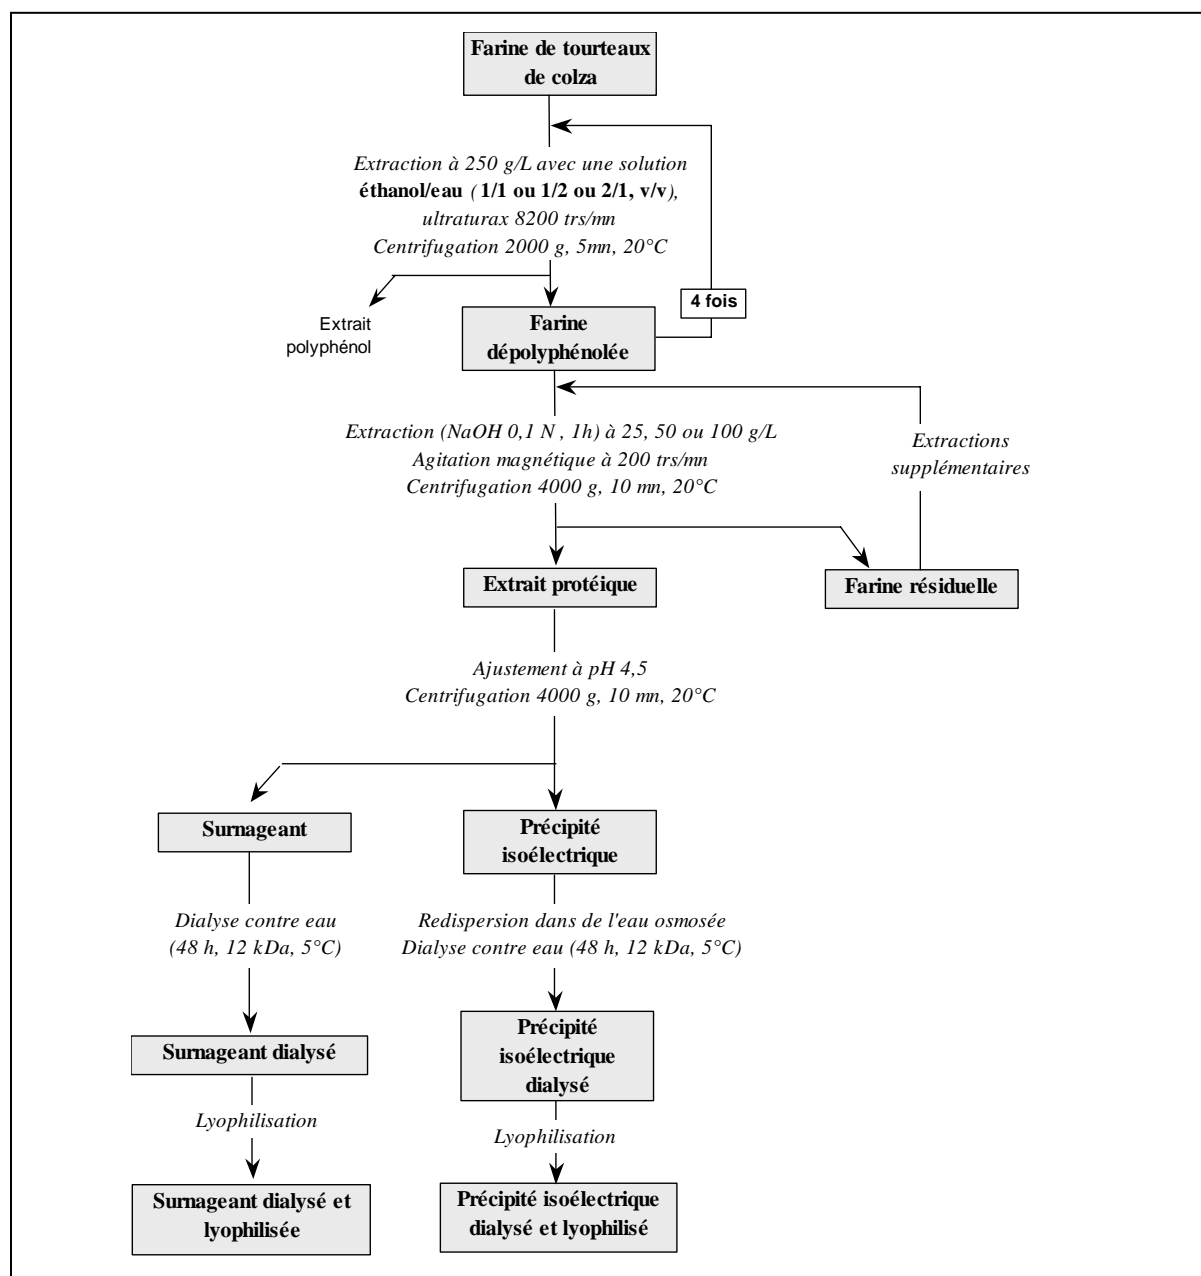 Farine de tourteaux
de colza
Extraction à 250 g/L avec une solution
éthanol/eau ( 1/1 ou 1/2 ou 2/1, v/v),
ultraturax 8200 trs/mn
Centrifugation 2000 g, 5mn, 20°C
4 fois
Extrait
polyphénol
Farine
dépolyphénolée
Extraction (NaOH 0,1 N , 1h) à 25, 50 ou 100 g/L
Agitation magnétique à 200 trs/mn
Centrifugation 4000 g, 10 mn, 20°C
Extractions
supplémentaires
Extrait protéique
Farine résiduelle
Ajustement à pH 4,5
Centrifugation 4000 g, 10 mn, 20°C
Surnageant
Précipité
isoélectrique
Dialyse contre eau
(48 h, 12 kDa, 5°C)
Redispersion dans de l'eau osmosée
Dialyse contre eau (48 h, 12 kDa, 5°C)
Surnageant dialysé
Précipité
isoélectrique
dialysé
Lyophilisation
Lyophilisation
Surnageant dialysé et
lyophilisée
Précipité isoélectrique
dialysé et lyophilisé